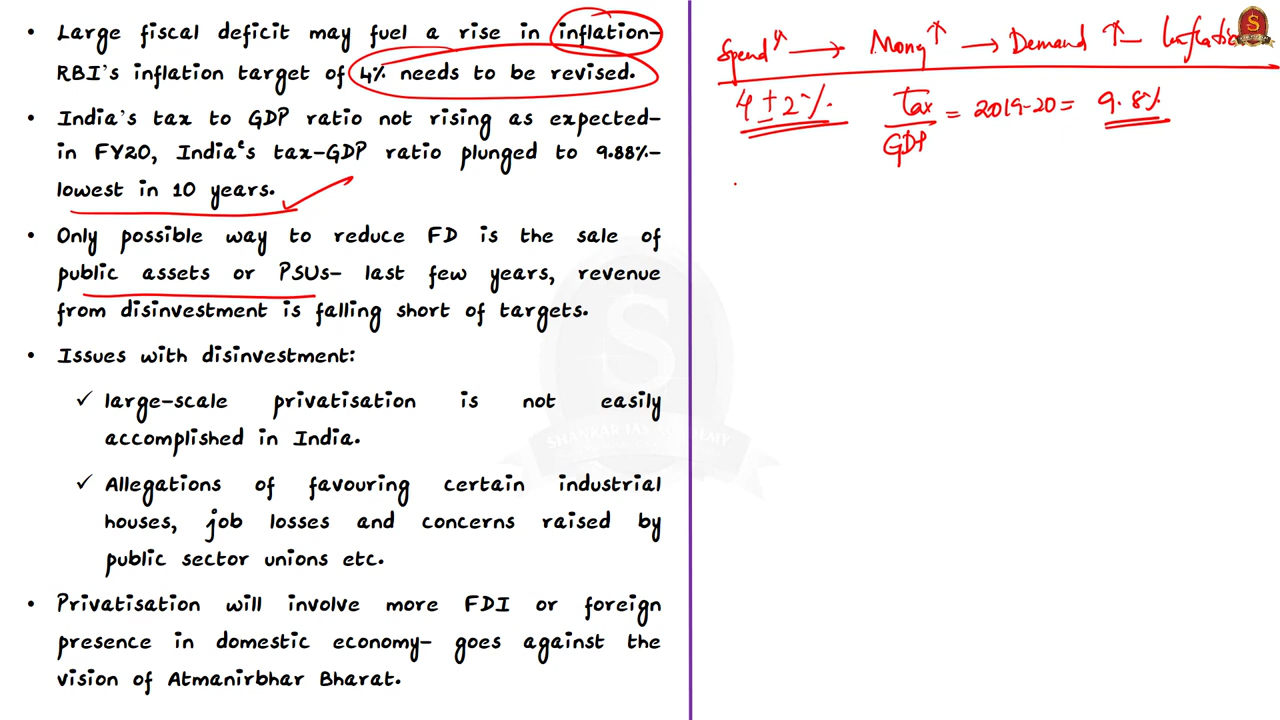 • Large fiscal deficit may fuel a rise in inflation-
RBI's inflation target of 4% needs to be revised.
• India's tax to GDP ratio not rising as expected-
in FY20, India's tax-GDP ratio plunged to 9.88%-
lowest in 10 years.
• Only possible way to reduce FD is the sale of
public assets or PSUs- last few years, revenue
from disinvestment is falling short of targets.
• Issues with disinvestment:
✓ large-scale privatisation is not easily
accomplished in India.
✓ Allegations of favouring certain industrial
houses, job losses and concerns raised by
public sector unions etc.
• Privatisation will involve more FDI or foreign
presence in domestic economy- goes against the
vision of Atmanirbhar Bharat.
Spend↑ → Mony↑ → Demand ↑-
4 ± 2%. Tax/GDP = 2019-20 = 9.8%
SHANKAR IAS ACADEMY